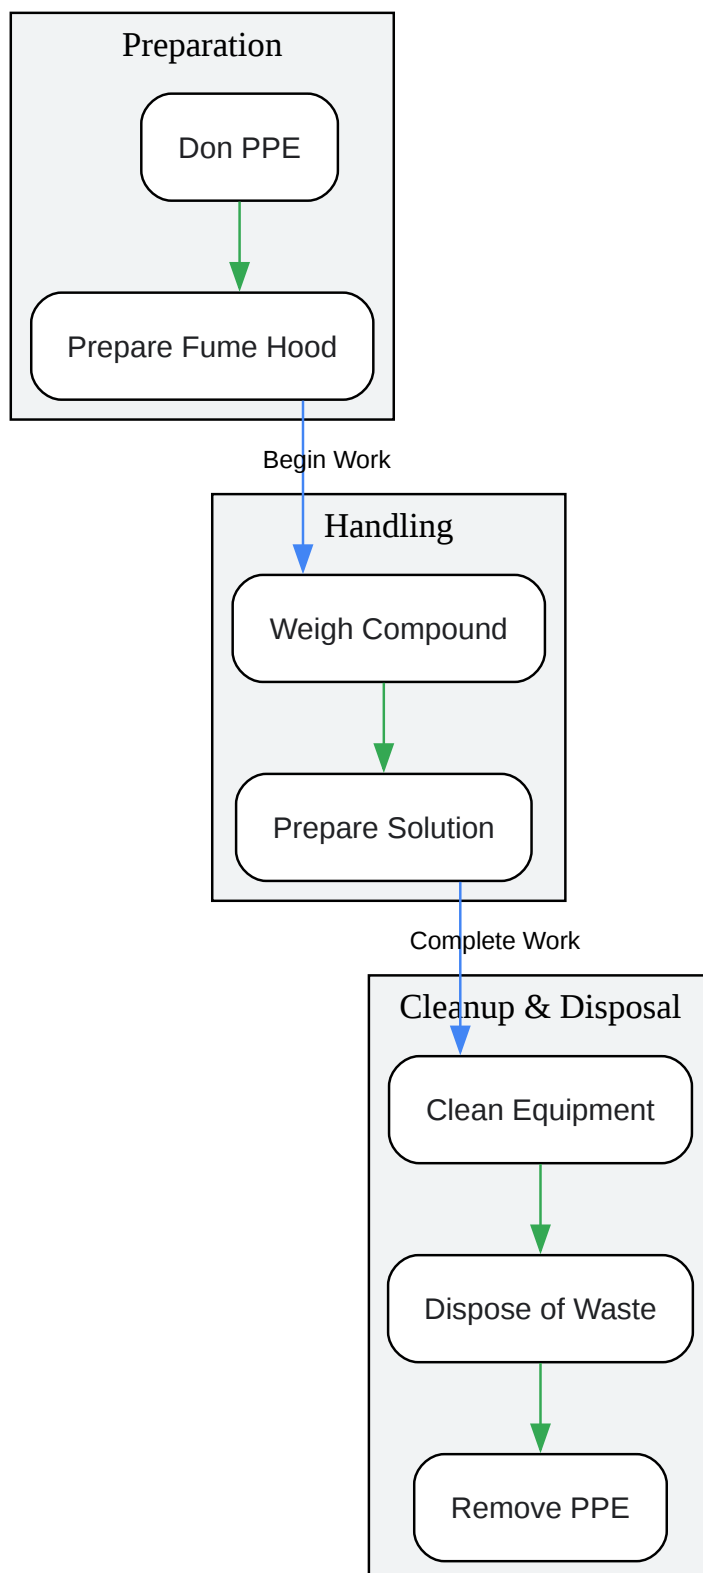 Preparation
Don PPE
Prepare Fume Hood
Begin Work
Handling
Weigh Compound
Prepare Solution
Complete Work
Cleanup & Disposal
Clean Equipment
Dispose of Waste
Remove PPE